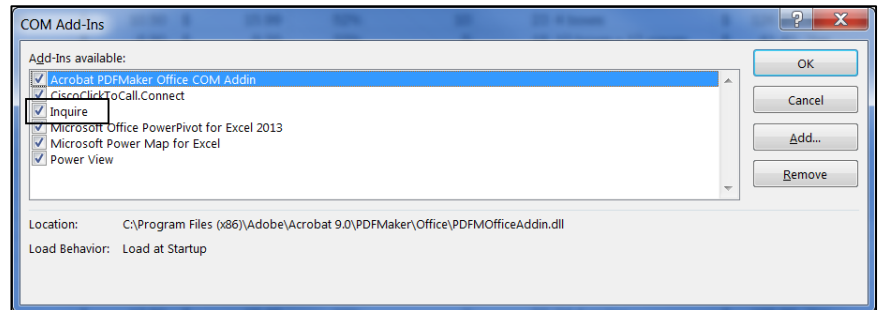 COM Add-Ins
Add-Ins available:
Acrobat PDFMaker Office COM Addin
CiscoClickToCall.Connect
Inquire
Microsoft Office PowerPivot for Excel 2013
Microsoft Power Map for Excel
Power View
OK
Cancel
Add...
Remove
Location: C:\Program Files (x86)\Adobe\Acrobat 9.0\PDFMaker\Office\PDFMOfficeAddin.dll
Load Behavior: Load at Startup